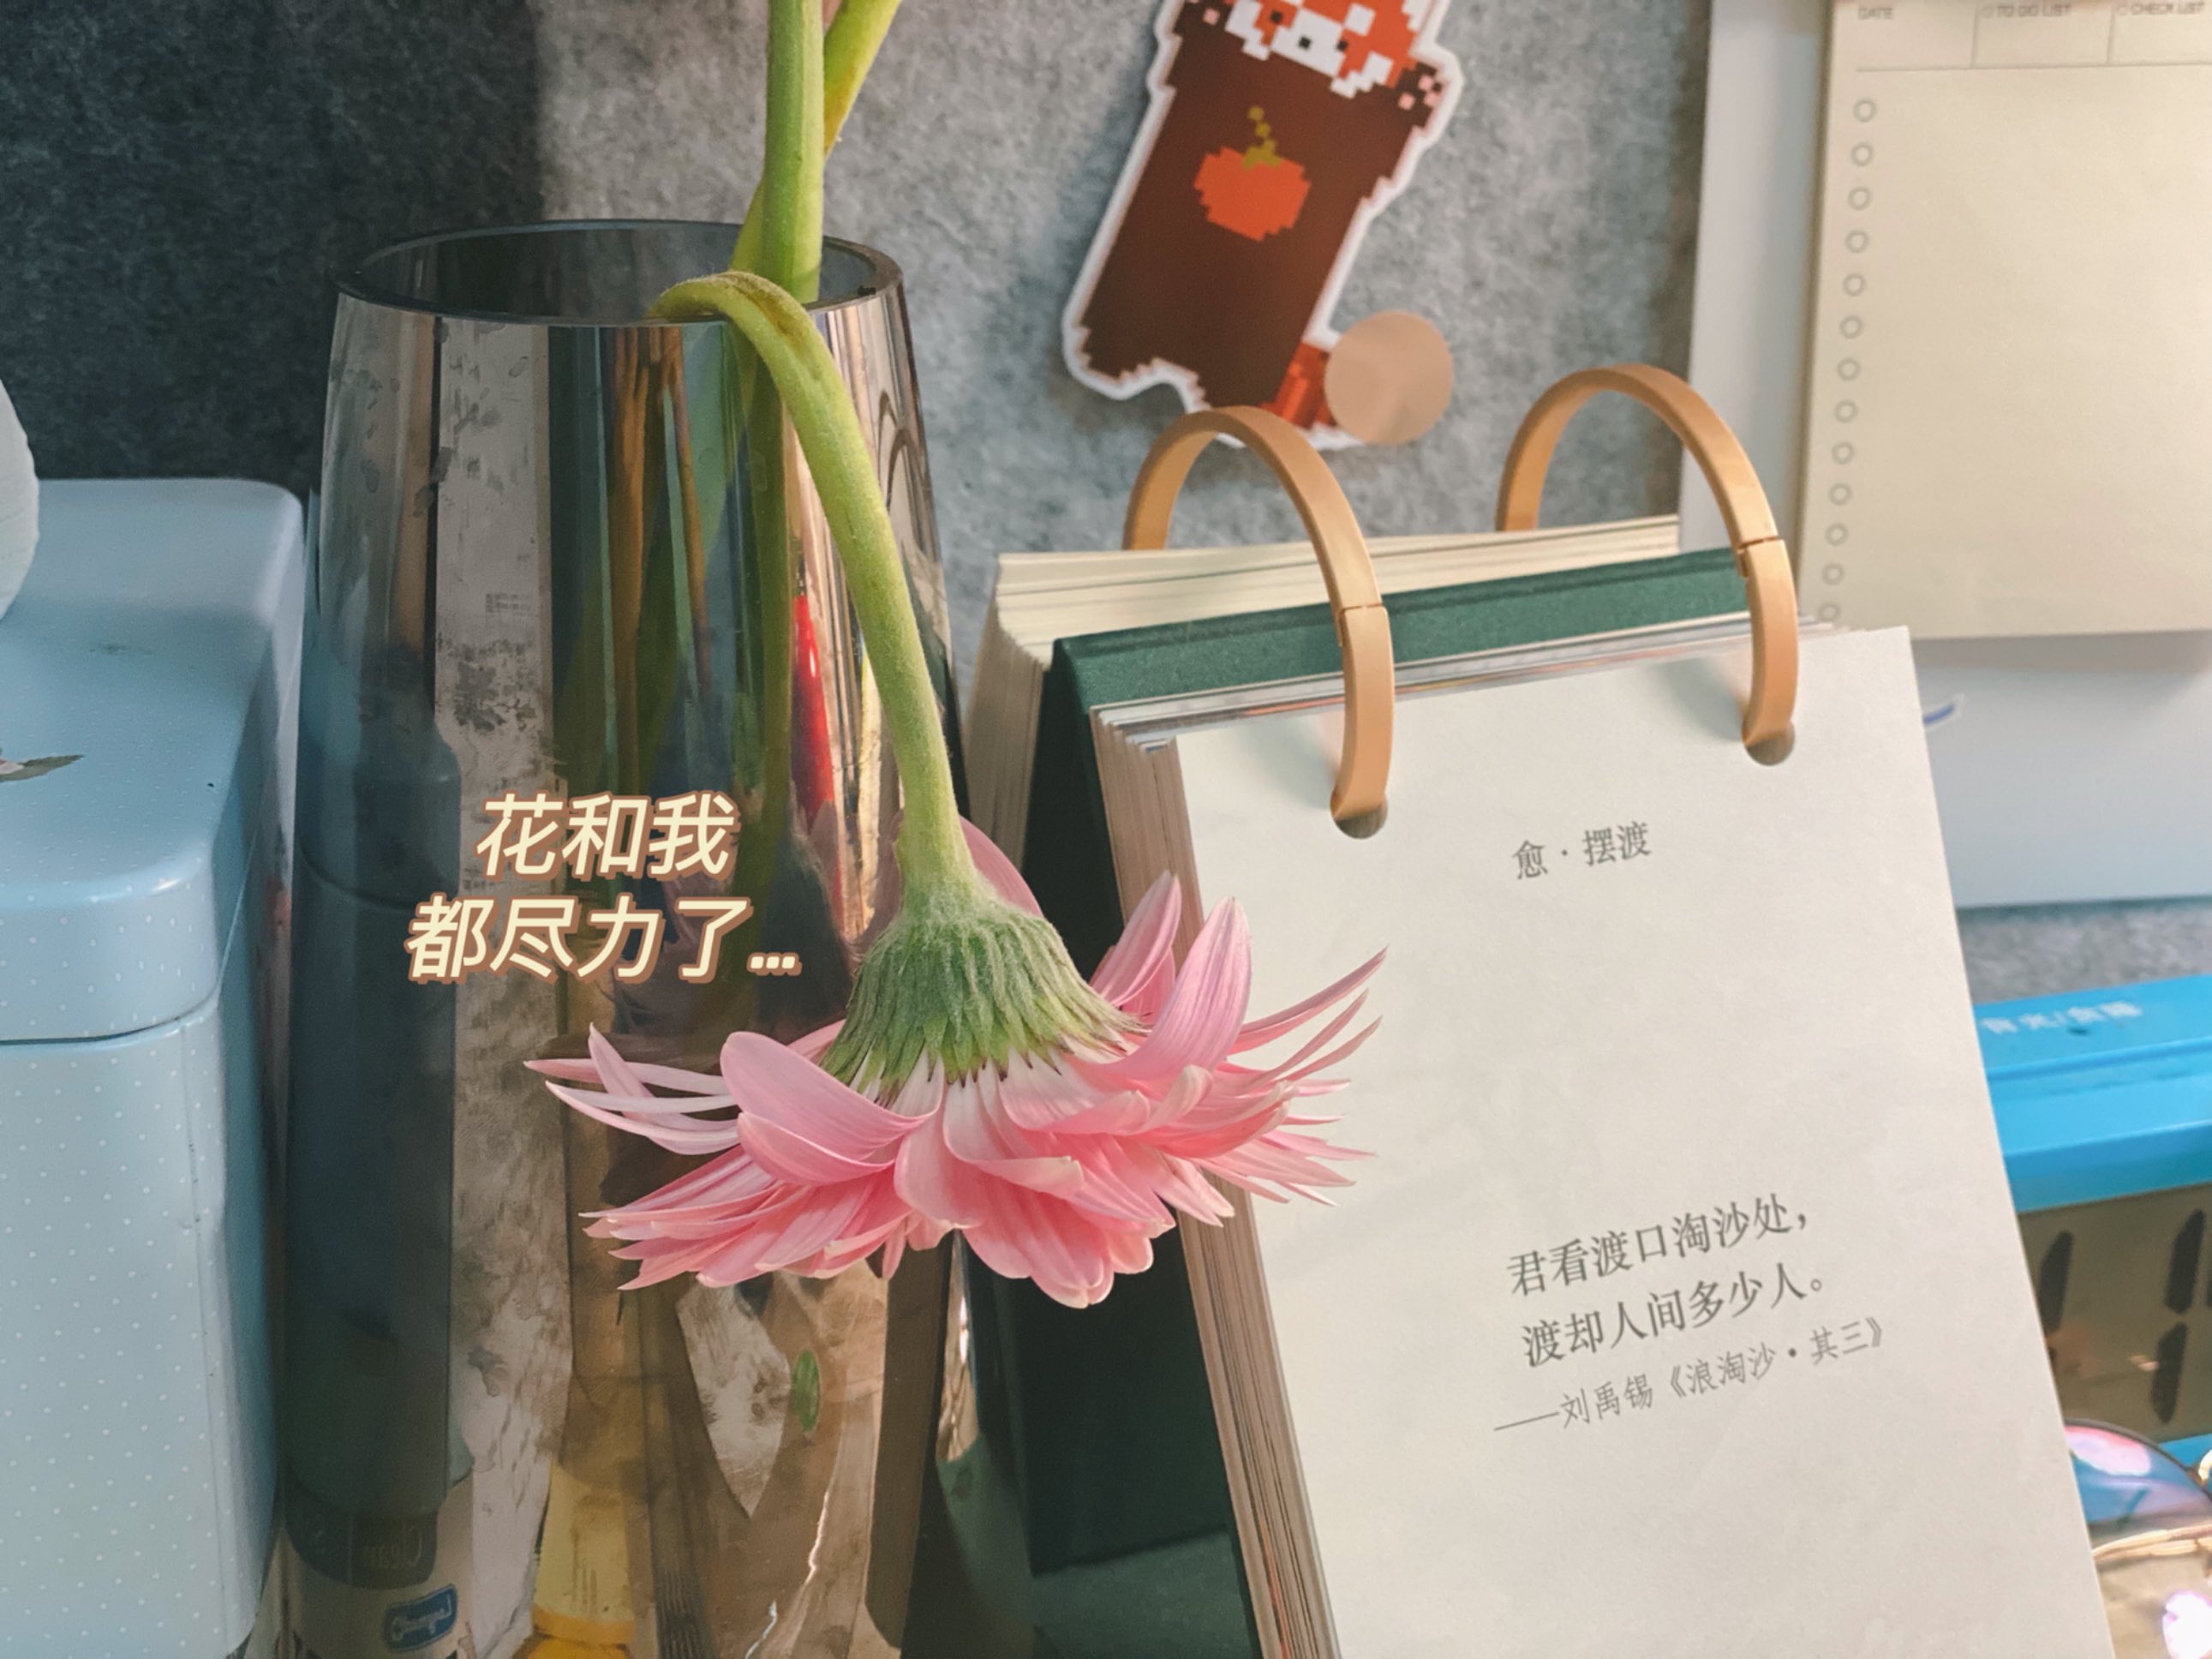 DATE
TO DO LIST
CHECK LIST
花和我
都尽力了...
愈·摆渡
君看渡口淘沙处，
渡却人间多少人。
——刘禹锡《浪淘沙·其三》